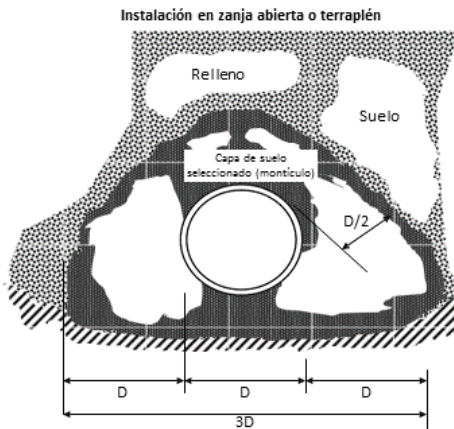 Instalación en zanja abierta o terraplén
Relleno
Suelo
Capa de suelo
seleccionado (montículo)
D/2
D
D
D
3D